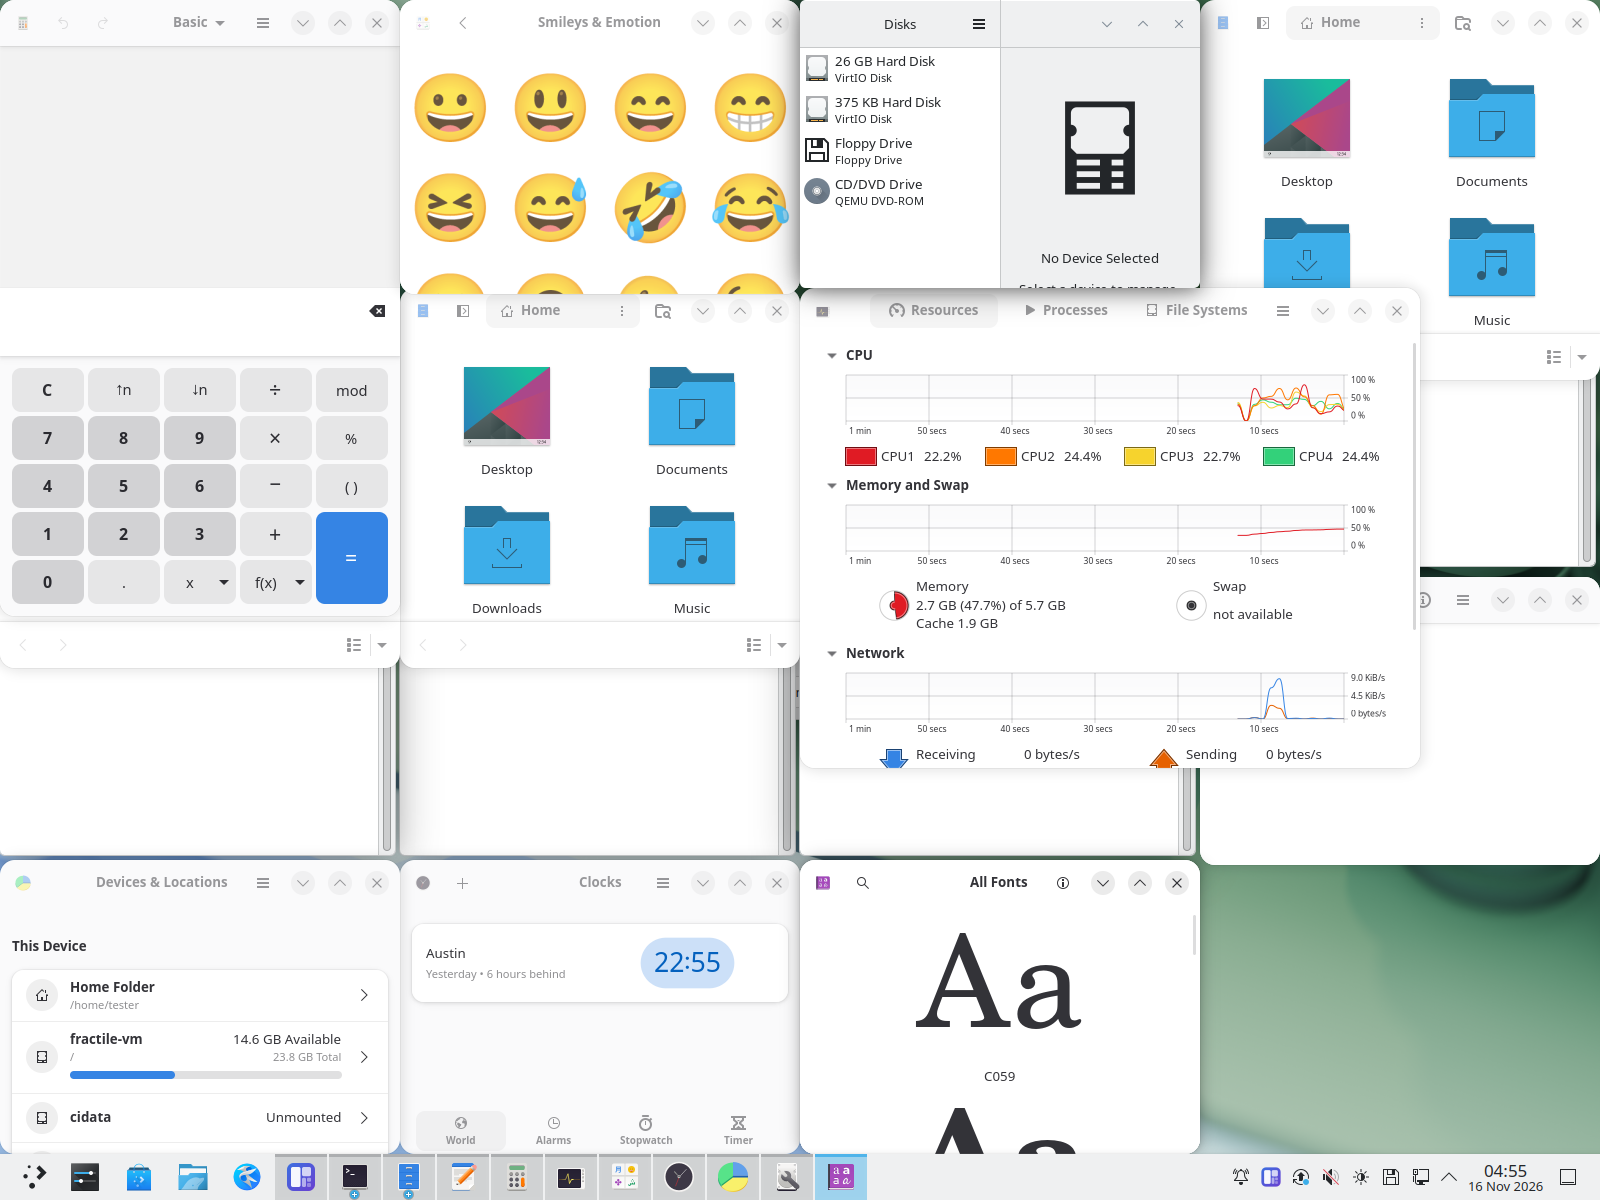 Basic
C
↑n
↓n
÷
mod
7
8
9
×
%
4
5
6
−
( )
1
2
3
+
=
0
.
x
f(x)
Smileys & Emotion
Disks
26 GB Hard Disk
VirtIO Disk
375 KB Hard Disk
VirtIO Disk
Floppy Drive
Floppy Drive
CD/DVD Drive
QEMU DVD-ROM
No Device Selected
Select a device to manage
Home
Desktop
Documents
Music
Home
Desktop
Documents
Downloads
Music
Resources
Processes
File Systems
CPU
100 %
50 %
0 %
1 min
50 secs
40 secs
30 secs
20 secs
10 secs
CPU1 22.2%
CPU2 24.4%
CPU3 22.7%
CPU4 24.4%
Memory and Swap
100 %
50 %
0 %
1 min
50 secs
40 secs
30 secs
20 secs
10 secs
Memory
2.7 GB (47.7%) of 5.7 GB
Cache 1.9 GB
Swap
not available
Network
9.0 KiB/s
4.5 KiB/s
0 bytes/s
1 min
50 secs
40 secs
30 secs
20 secs
10 secs
Receiving
0 bytes/s
Sending
0 bytes/s
Devices & Locations
This Device
Home Folder
/home/tester
fractile-vm
14.6 GB Available
/
23.8 GB Total
cidata
Unmounted
Clocks
Austin
22:55
Yesterday • 6 hours behind
World
Alarms
Stopwatch
Timer
All Fonts
Aa
C059
04:55
16 Nov 2026